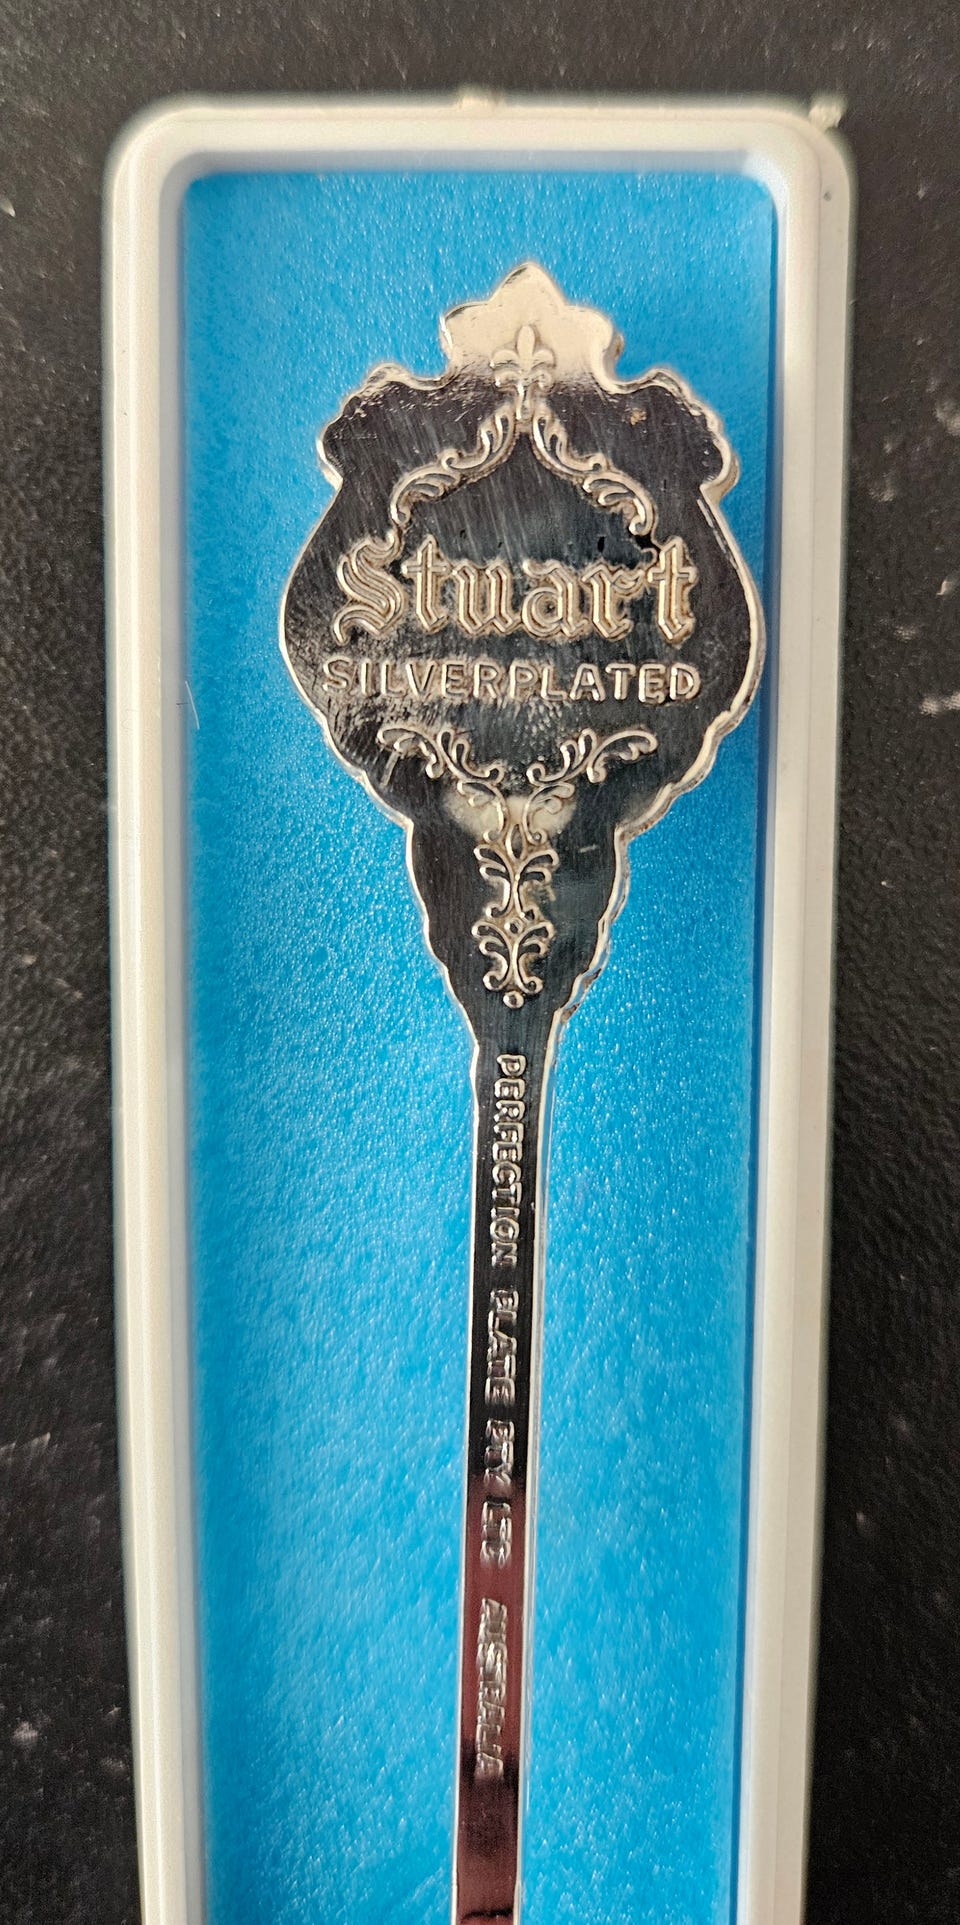 Stuart
SILVERPLATED
PERFECTION PLATE PTY LTD AUSTRALIA